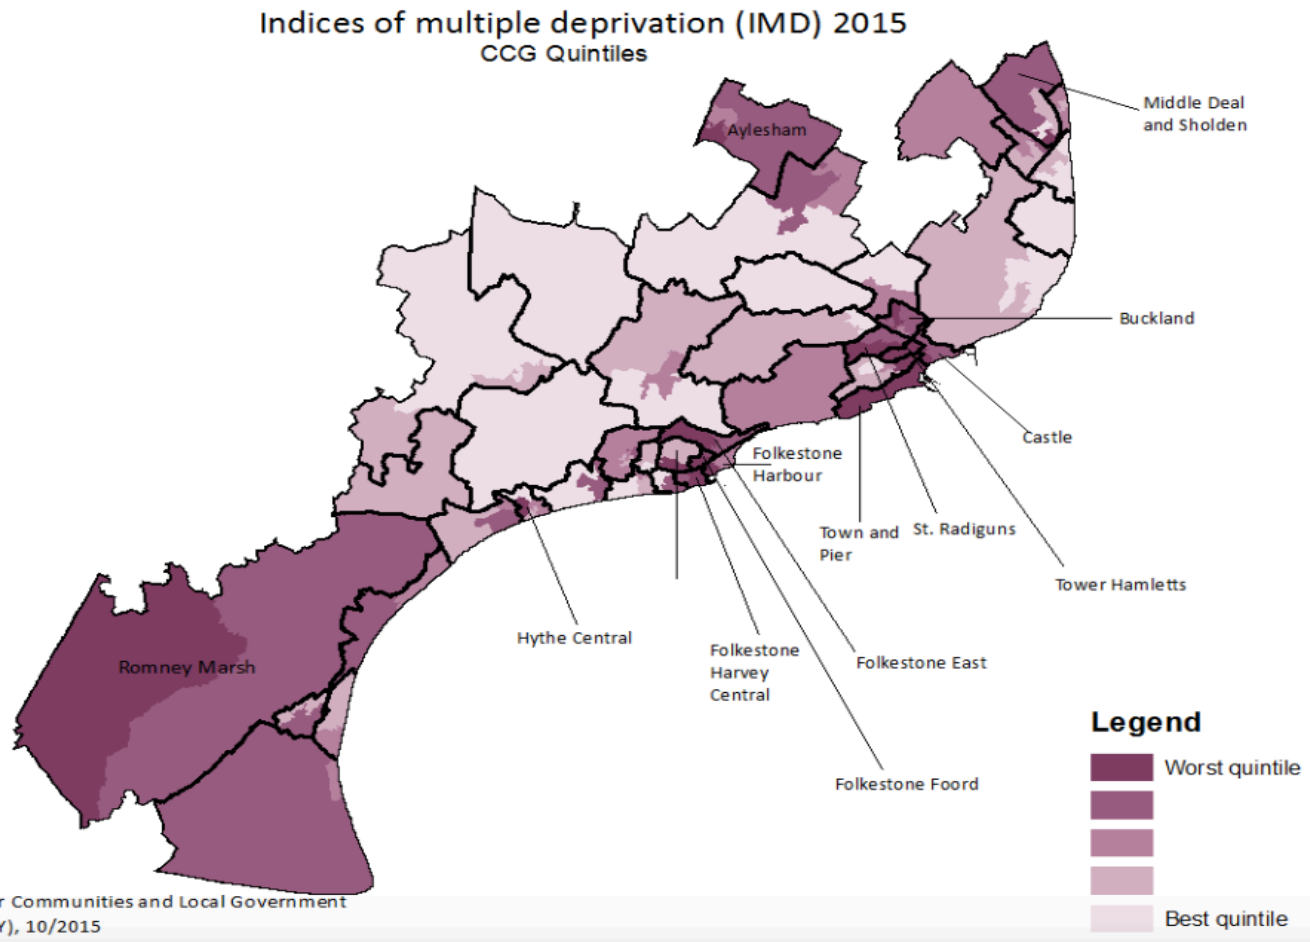 Indices of multiple deprivation (IMD) 2015
CCG Quintiles
Middle Deal
and Sholden
Aylesham
Buckland
Castle
Folkestone
Harbour
Town and
Pier
St. Radiguns
Tower Hamletts
Hythe Central
Folkestone
Harvey
Central
Folkestone East
Romney Marsh
Folkestone Foord
Legend
Worst quintile
Best quintile
r Communities and Local Government
), 10/2015